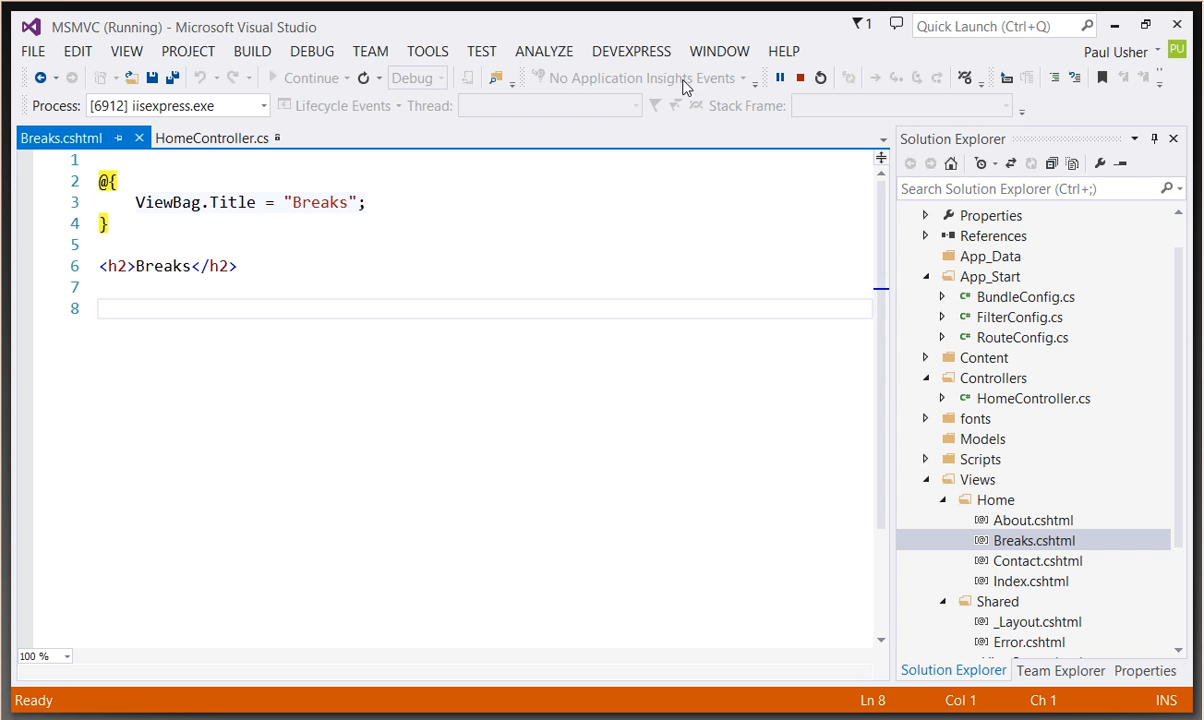 MSMVC (Running) - Microsoft Visual Studio
1
Quick Launch (Ctrl+Q)
FILE EDIT VIEW PROJECT BUILD DEBUG TEAM TOOLS TEST ANALYZE DEVEXPRESS WINDOW HELP
Paul Usher
PU
Continue Debug No Application Insights Events
Process: [6912] iisexpress.exe Lifecycle Events Thread: Stack Frame:
Breaks.cshtml HomeController.cs
1
2 @{
3 ViewBag.Title = "Breaks";
4 }
5
6 <h2>Breaks</h2>
7
8
100 %
Solution Explorer
Search Solution Explorer (Ctrl+;)
Properties
References
App_Data
App_Start
C# BundleConfig.cs
C# FilterConfig.cs
C# RouteConfig.cs
Content
Controllers
C# HomeController.cs
fonts
Models
Scripts
Views
Home
[@] About.cshtml
[@] Breaks.cshtml
[@] Contact.cshtml
[@] Index.cshtml
Shared
[@] _Layout.cshtml
[@] Error.cshtml
Solution Explorer Team Explorer Properties
Ready Ln 8 Col 1 Ch 1 INS